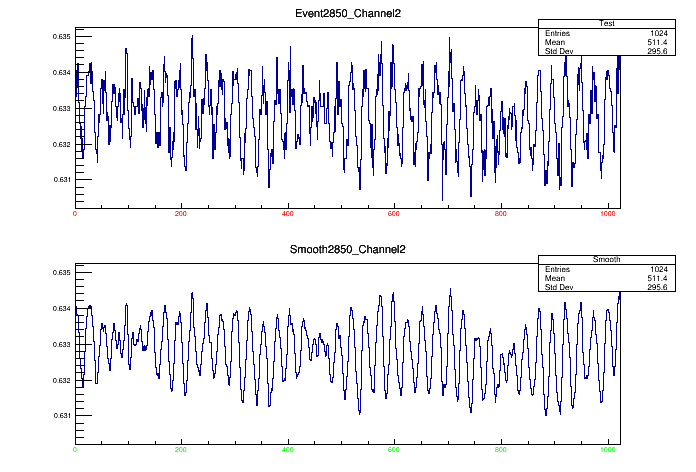 Event2850_Channel2
Test
Entries 1024
Mean 511.4
Std Dev 295.6
0.635
0.634
0.633
0.632
0.631
0 200 400 600 800 1000
Smooth2850_Channel2
Smooth
Entries 1024
Mean 511.4
Std Dev 295.6
0.635
0.634
0.633
0.632
0.631
0 200 400 600 800 1000